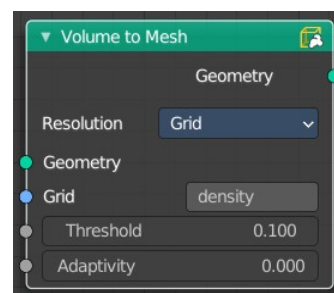 Volume to Mesh
Geometry
Resolution Grid
Geometry
Grid density
Threshold 0.100
Adaptivity 0.000